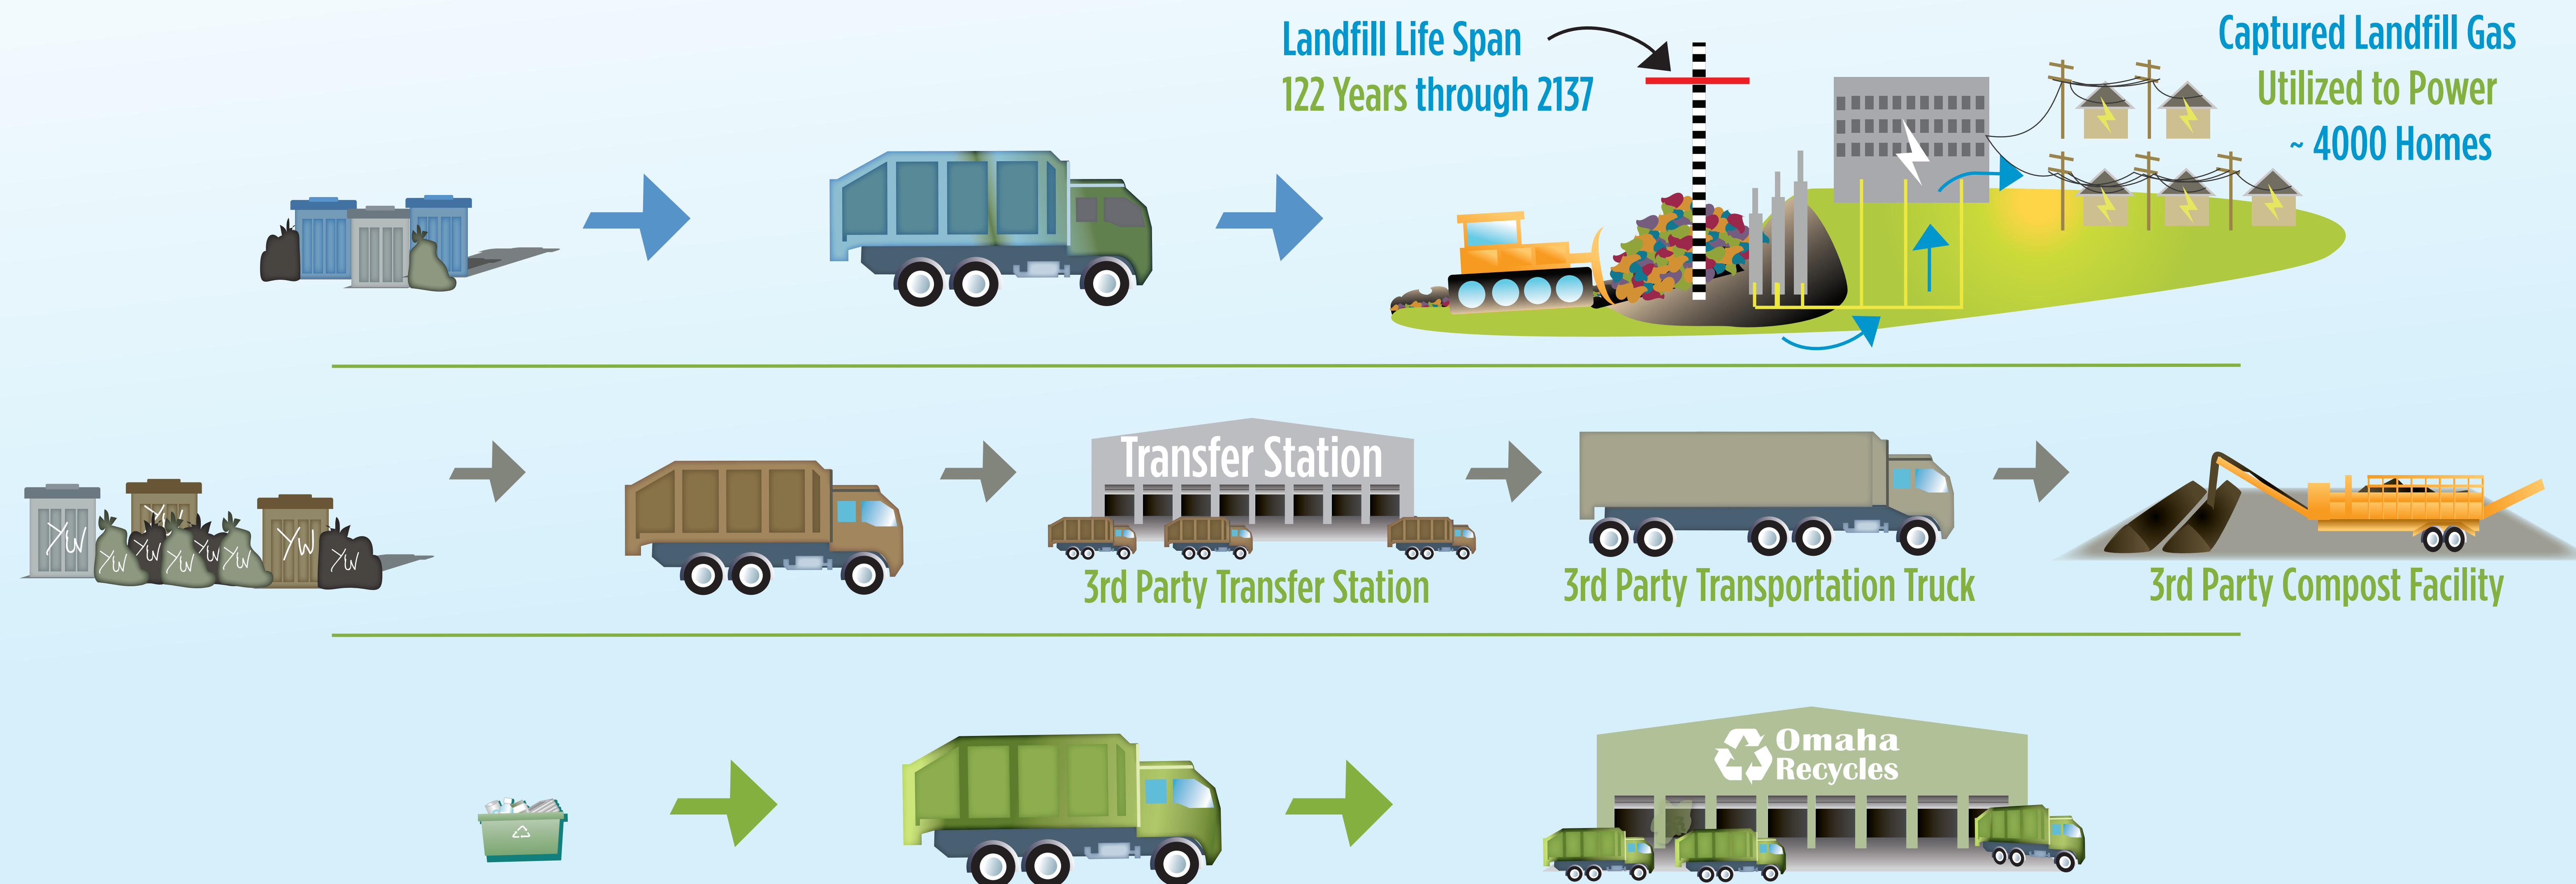 Landfill Life Span
122 Years through 2137
Captured Landfill Gas
Utilized to Power
~ 4000 Homes
YW
YW
YW
YW
YW
YW
YW
YW
YW
Transfer Station
3rd Party Transfer Station
3rd Party Transportation Truck
3rd Party Compost Facility
Omaha
Recycles